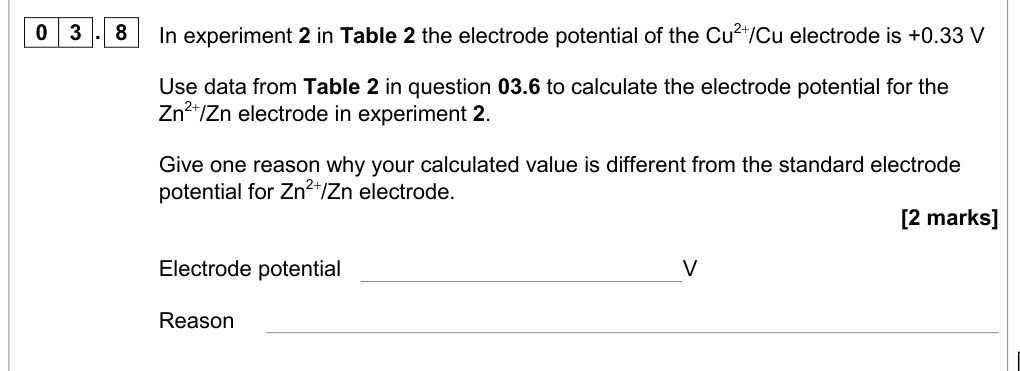 03.8 In experiment 2 in Table 2 the electrode potential of the Cu²⁺/Cu electrode is +0.33 V
Use data from Table 2 in question 03.6 to calculate the electrode potential for the
Zn²⁺/Zn electrode in experiment 2.
Give one reason why your calculated value is different from the standard electrode
potential for Zn²⁺/Zn electrode.
[2 marks]
Electrode potential V
Reason